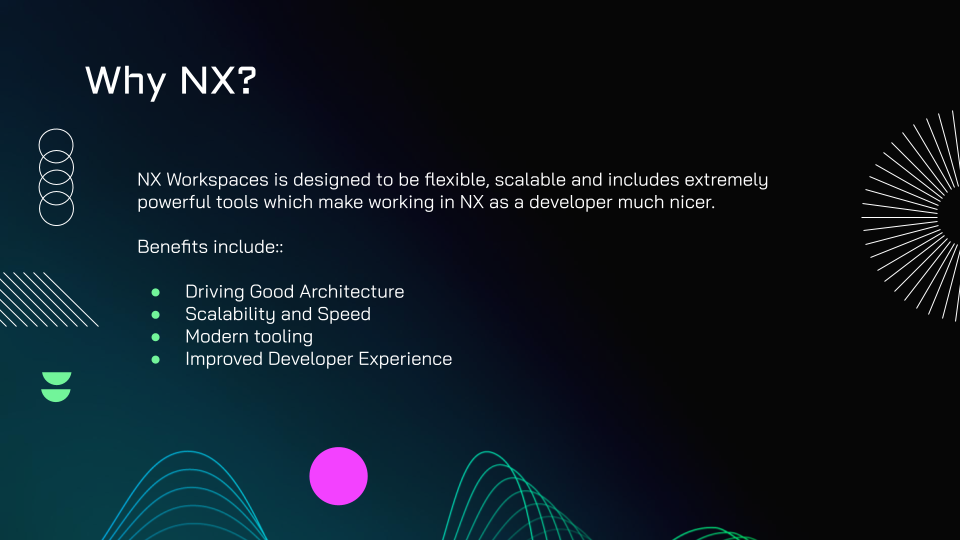 Why NX?
NX Workspaces is designed to be flexible, scalable and includes extremely
powerful tools which make working in NX as a developer much nicer.
Benefits include::
● Driving Good Architecture
● Scalability and Speed
● Modern tooling
● Improved Developer Experience